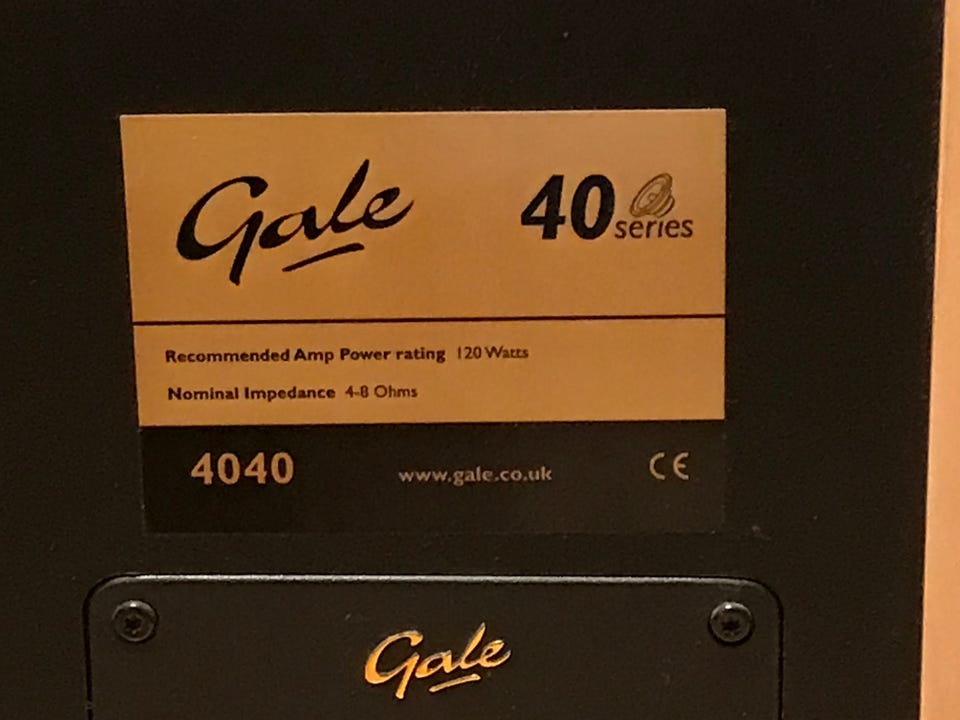 Gale
40 series
Recommended Amp Power rating 120 Watts
Nominal Impedance 4-8 Ohms
4040 www.gale.co.uk CE
Gale